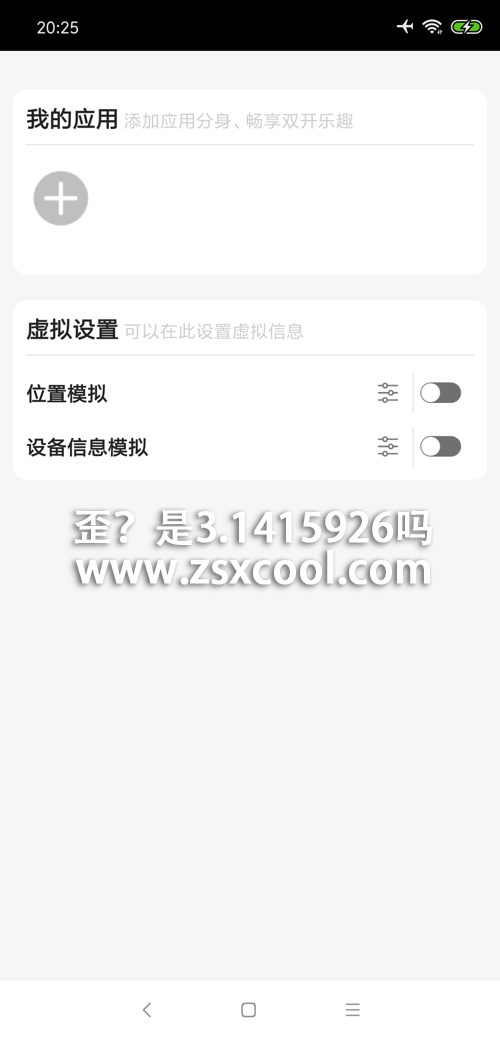 20:25
我的应用 添加应用分身、畅享双开乐趣
虚拟设置 可以在此设置虚拟信息
位置模拟
设备信息模拟
歪？是3.1415926吗
www.zsxcool.com